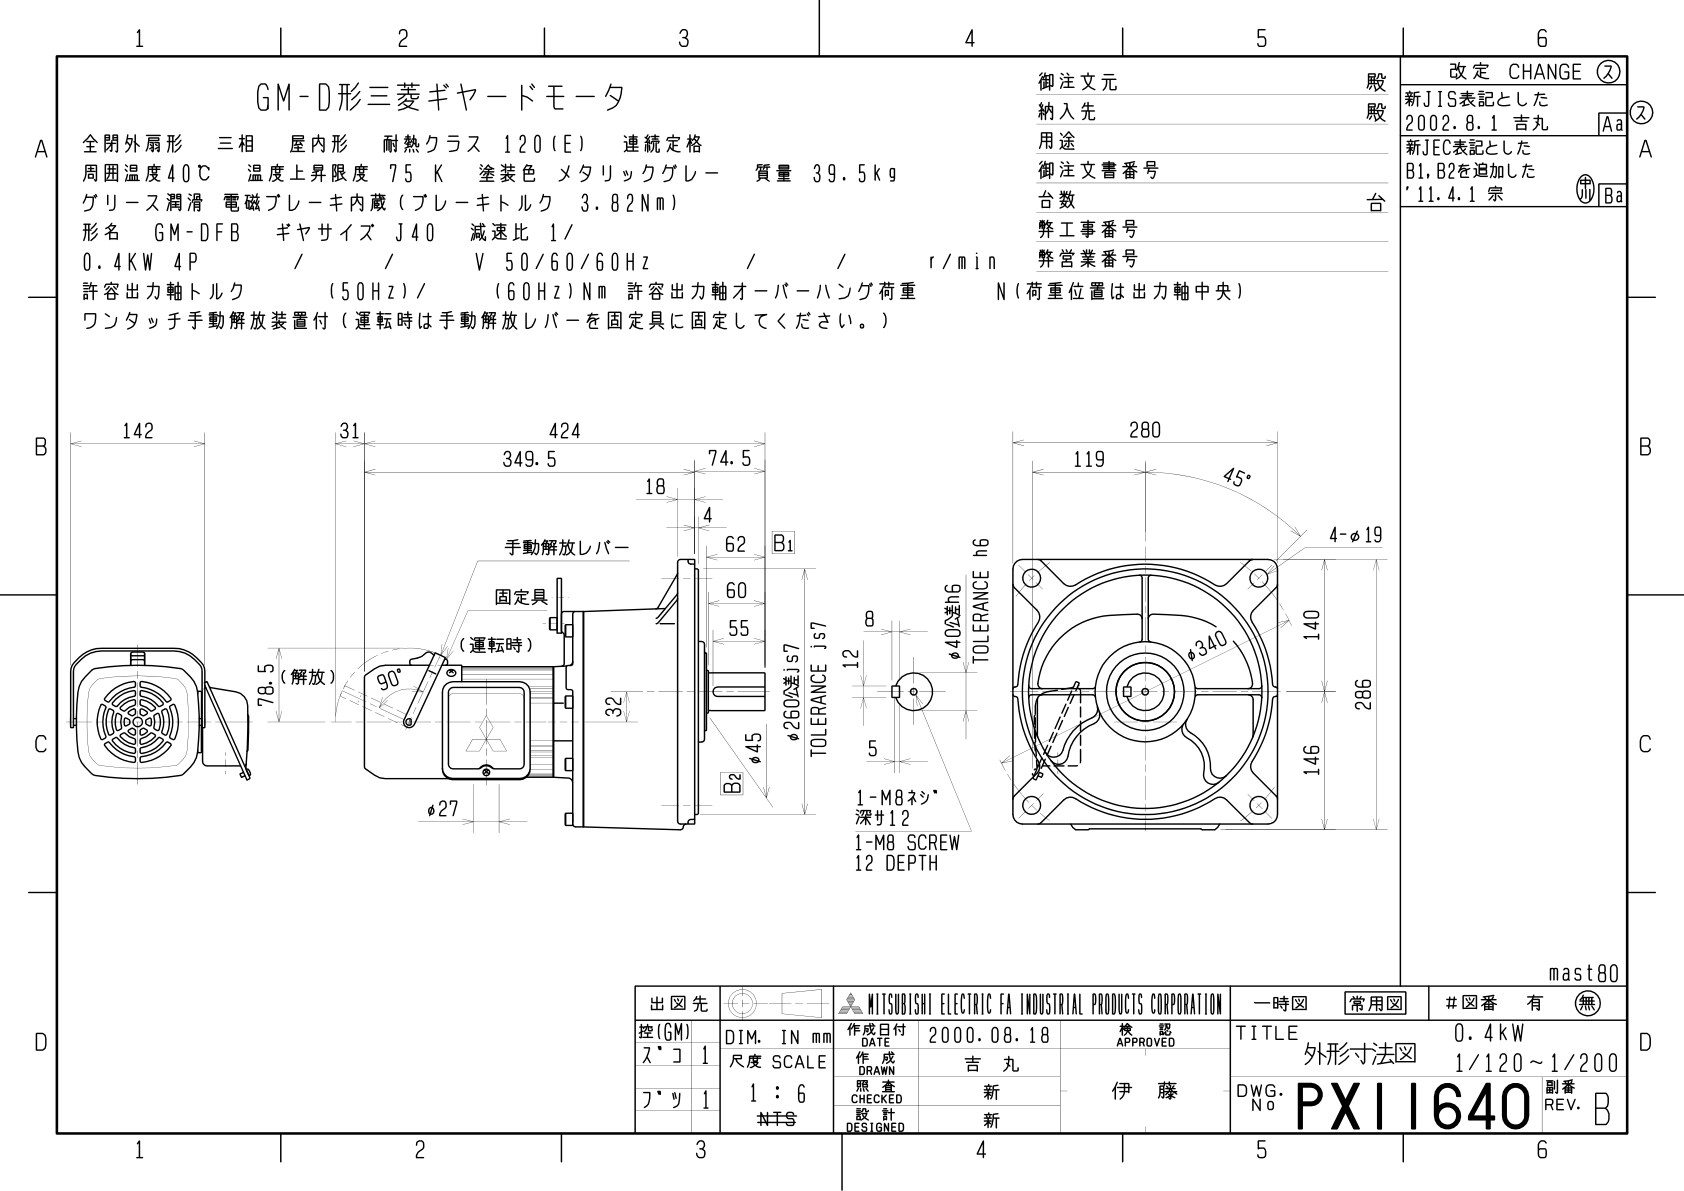 1 2 3 4 5 6
GM-D形三菱ギヤードモータ
全閉外扇形 三相 屋内形 耐熱クラス 120(E) 連続定格
周囲温度40℃ 温度上昇限度 75 K 塗装色 メタリックグレー 質量 39.5kg
グリース潤滑 電磁ブレーキ内蔵(ブレーキトルク 3.82Nm)
形名 GM-DFB ギヤサイズ J40 減速比 1/
0.4KW 4P / / V 50/60/60Hz / / r/min
許容出力軸トルク (50Hz)/ (60Hz)Nm 許容出力軸オーバーハング荷重 N(荷重位置は出力軸中央)
ワンタッチ手動解放装置付(運転時は手動解放レバーを固定具に固定してください。)
御注文元 殿
納入先 殿
用途
御注文書番号
台数 台
弊工事番号
弊営業番号
改定 CHANGE ㋜
新JIS表記とした
2002.8.1 吉丸 Aa
㋜
新JEC表記とした
B1,B2を追加した
'11.4.1 宗 中川 Ba
A A
B B
C C
D D
142
31
424
349.5
74.5
18
4
62
B1
60
55
手動解放レバー
固定具
(運転時)
(解放)
90°
78.5
32
φ27
φ45
B2
φ260公差js7
TOLERANCE js7
8
12
5
φ40公差h6
TOLERANCE h6
1-M8ネジ
深サ12
1-M8 SCREW
12 DEPTH
280
119
45°
4-φ19
φ340
140
146
286
mast80
出図先
控(GM)
スﾞコ 1
フﾞツ 1
DIM. IN mm
尺度 SCALE
1 : 6
NTS
MITSUBISHI ELECTRIC FA INDUSTRIAL PRODUCTS CORPORATION
作成日付 DATE 2000.08.18
作成 DRAWN 吉丸
照査 CHECKED 新
設計 DESIGNED 新
検認 APPROVED
伊藤
一時図 常用図 #図番 有 無
TITLE
外形寸法図
0.4kW
1/120~1/200
DWG. No PX11640
副番 REV. B
1 2 3 4 5 6